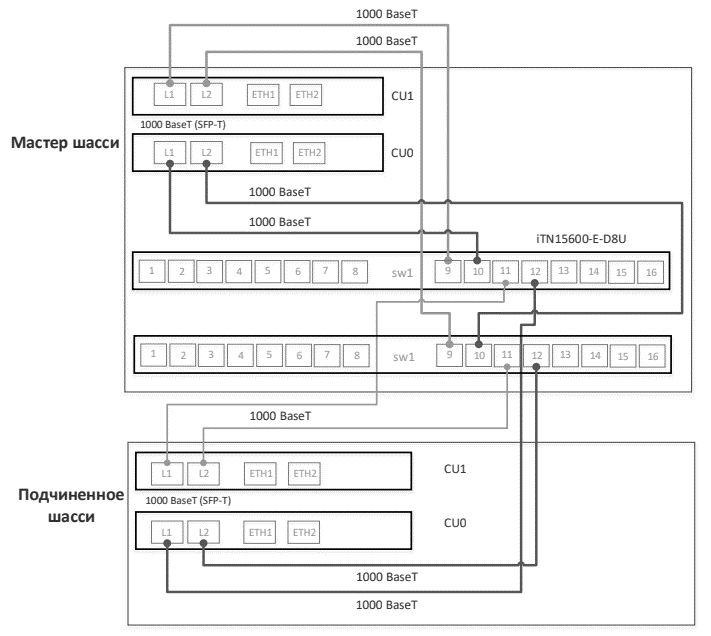 1000 BaseT
1000 BaseT
L1 L2 ETH1 ETH2 CU1
1000 BaseT (SFP-T)
Мастер шасси
L1 L2 ETH1 ETH2 CU0
1000 BaseT
1000 BaseT
iTN15600-E-D8U
1 2 3 4 5 6 7 8 sw1 9 10 11 12 13 14 15 16
1 2 3 4 5 6 7 8 sw1 9 10 11 12 13 14 15 16
1000 BaseT
L1 L2 ETH1 ETH2 CU1
Подчиненное
шасси
1000 BaseT (SFP-T)
L1 L2 ETH1 ETH2 CU0
1000 BaseT
1000 BaseT